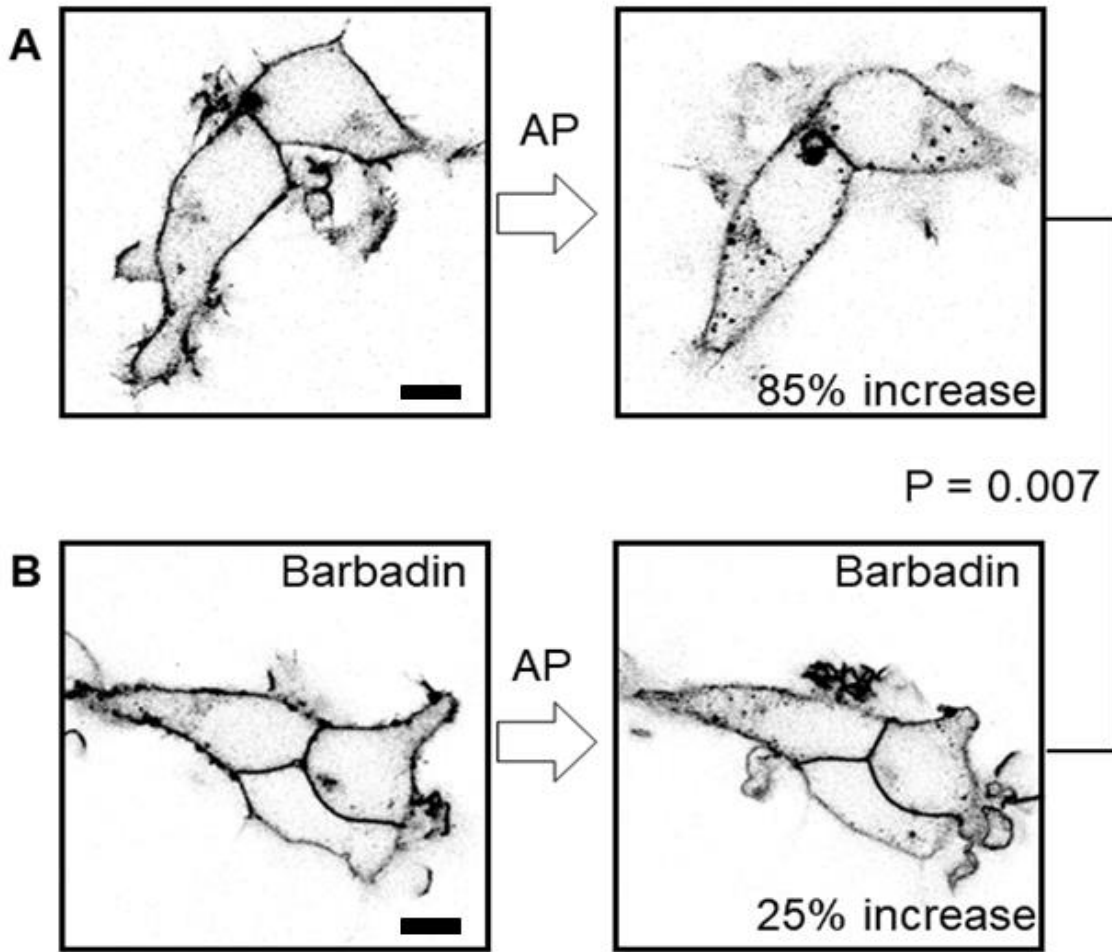 A
AP
85% increase
P = 0.007
B
Barbadin
AP
Barbadin
25% increase